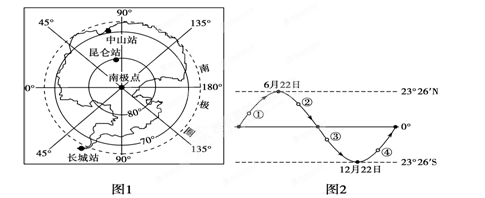 90°
45°
135°
中山站
昆仑站
南极点
0°
180°
80°
70°
南极圈
45°
135°
长城站
90°
图1
6月22日
23°26′N
①
②
0°
③
④
12月22日
23°26′S
图2